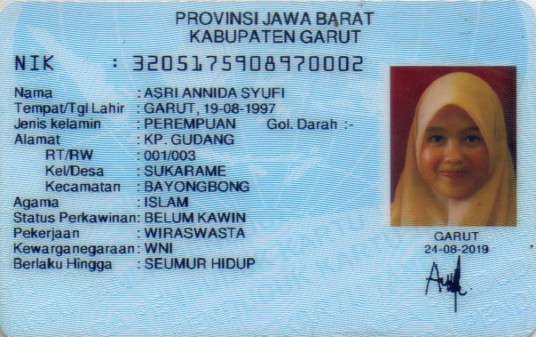 PROVINSI JAWA BARAT
KABUPATEN GARUT
NIK : 3205175908970002
Nama : ASRI ANNIDA SYUFI
Tempat/Tgl Lahir : GARUT, 19-08-1997
Jenis kelamin : PEREMPUAN Gol. Darah :-
Alamat : KP. GUDANG
RT/RW : 001/003
Kel/Desa : SUKARAME
Kecamatan : BAYONGBONG
Agama : ISLAM
Status Perkawinan: BELUM KAWIN
Pekerjaan : WIRASWASTA
Kewarganegaraan: WNI
Berlaku Hingga : SEUMUR HIDUP
GARUT
24-08-2019